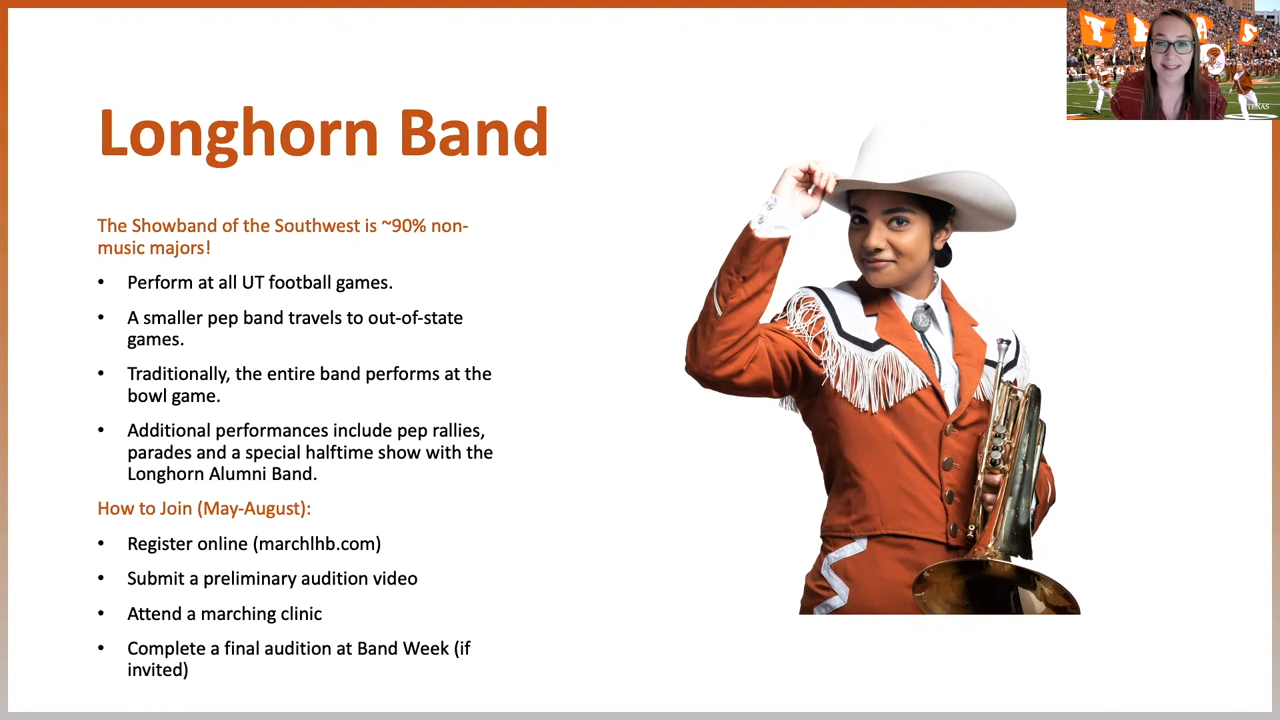 TEXAS
TEXAS
Longhorn Band
The Showband of the Southwest is ~90% non-
music majors!
• Perform at all UT football games.
• A smaller pep band travels to out-of-state
games.
• Traditionally, the entire band performs at the
bowl game.
• Additional performances include pep rallies,
parades and a special halftime show with the
Longhorn Alumni Band.
How to Join (May-August):
• Register online (marchlhb.com)
• Submit a preliminary audition video
• Attend a marching clinic
• Complete a final audition at Band Week (if
invited)